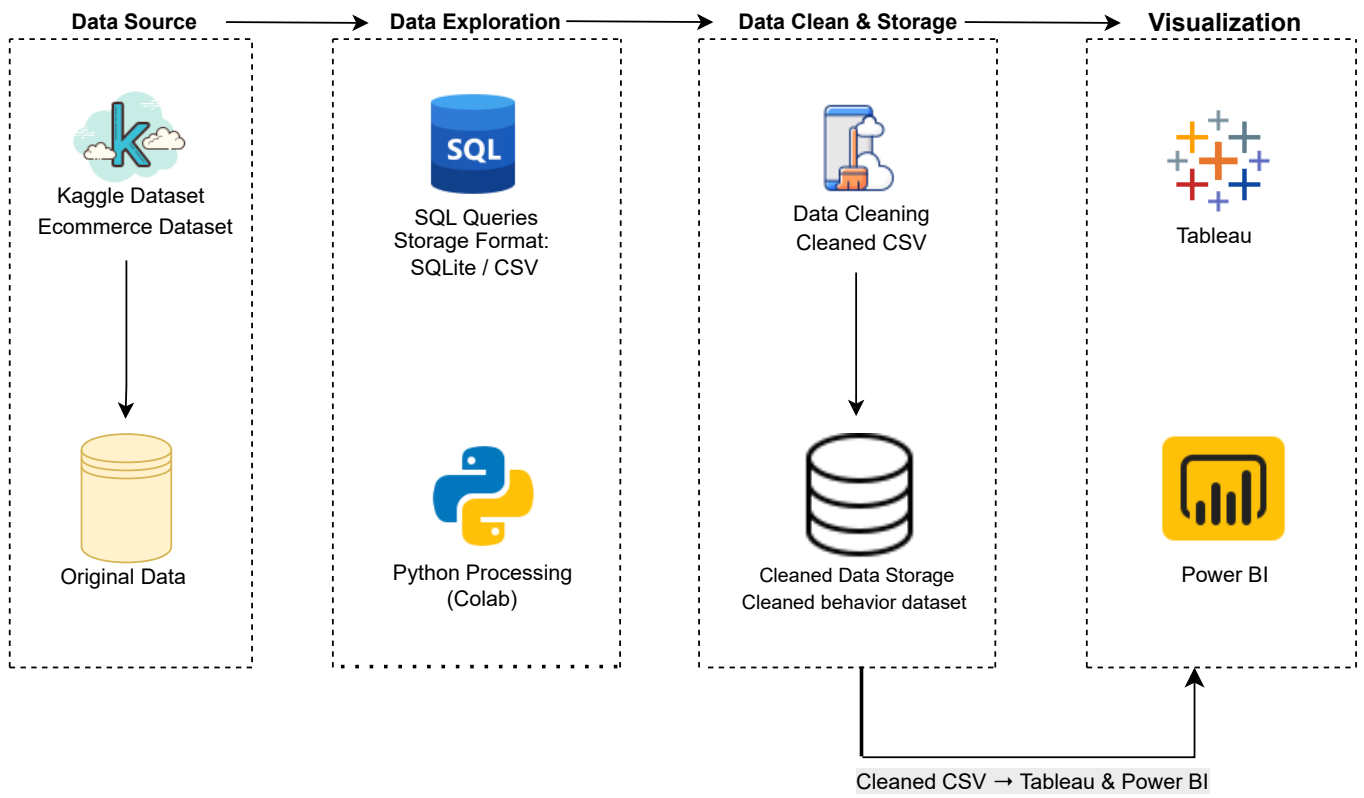 Data Source
Data Exploration
Data Clean & Storage
Visualization
k
Kaggle Dataset
Ecommerce Dataset
Original Data
SQL
SQL Queries
Storage Format:
SQLite / CSV
Python Processing
(Colab)
Data Cleaning
Cleaned CSV
Cleaned Data Storage
Cleaned behavior dataset
Tableau
Power BI
Cleaned CSV → Tableau & Power BI